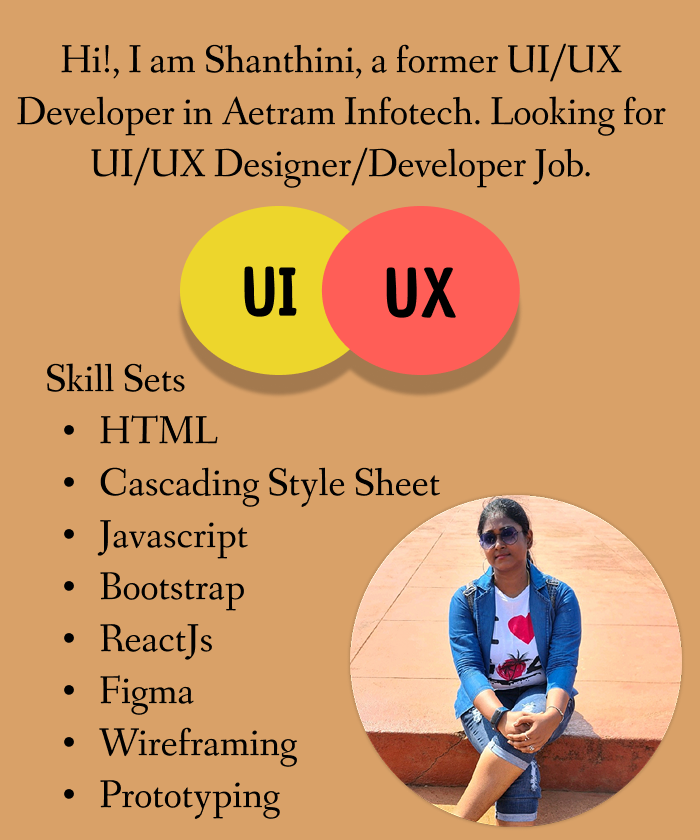 Hi!, I am Shanthini, a former UI/UX
Developer in Aetram Infotech. Looking for
UI/UX Designer/Developer Job.
UI UX
Skill Sets
• HTML
• Cascading Style Sheet
• Javascript
• Bootstrap
• ReactJs
• Figma
• Wireframing
• Prototyping